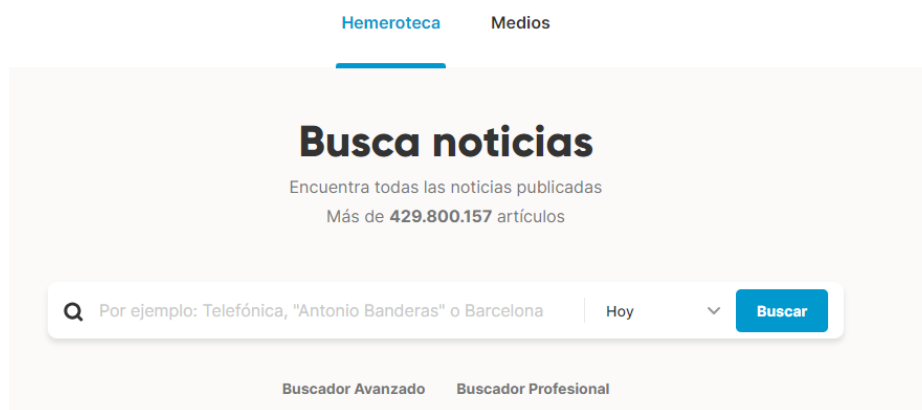 Hemeroteca Medios
Busca noticias
Encuentra todas las noticias publicadas
Más de 429.800.157 artículos
Por ejemplo: Telefónica, "Antonio Banderas" o Barcelona Hoy Buscar
Buscador Avanzado Buscador Profesional